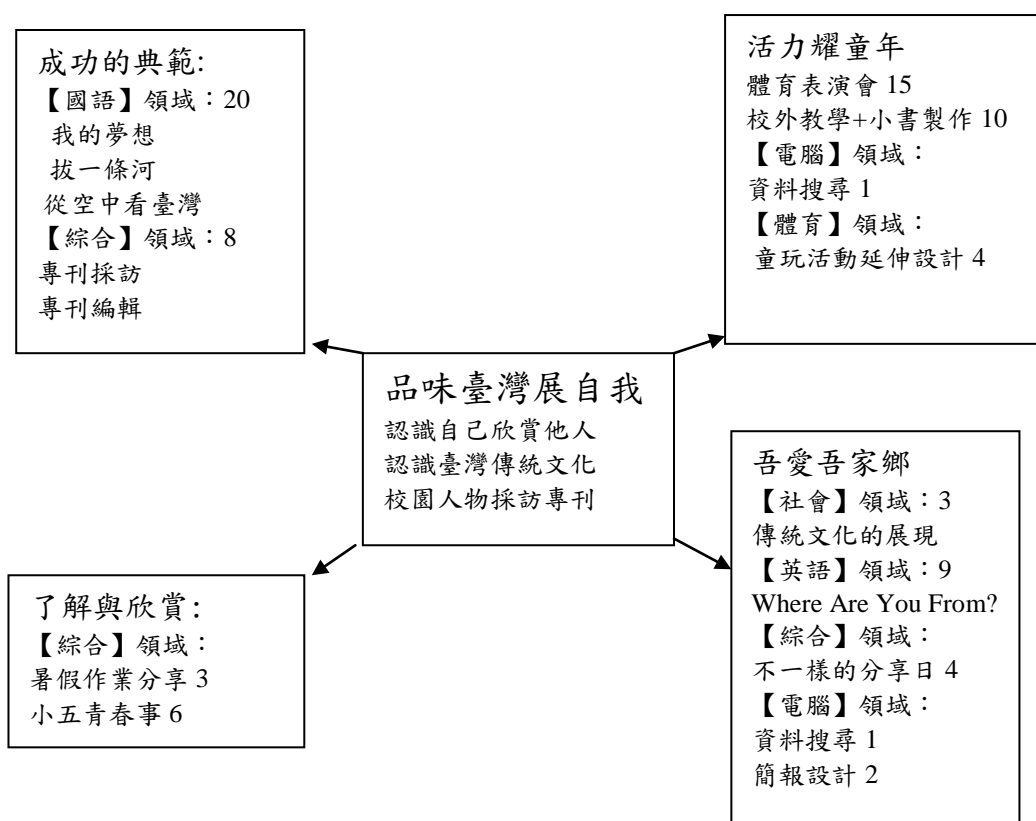 成功的典範:
【國語】領域：20
我的夢想
拔一條河
從空中看臺灣
【綜合】領域：8
專刊採訪
專刊編輯
活力耀童年
體育表演會 15
校外教學+小書製作 10
【電腦】領域：
資料搜尋 1
【體育】領域：
童玩活動延伸設計 4
品味臺灣展自我
認識自己欣賞他人
認識臺灣傳統文化
校園人物採訪專刊
了解與欣賞:
【綜合】領域：
暑假作業分享 3
小五青春事 6
吾愛吾家鄉
【社會】領域：3
傳統文化的展現
【英語】領域：9
Where Are You From?
【綜合】領域：
不一樣的分享日 4
【電腦】領域：
資料搜尋 1
簡報設計 2